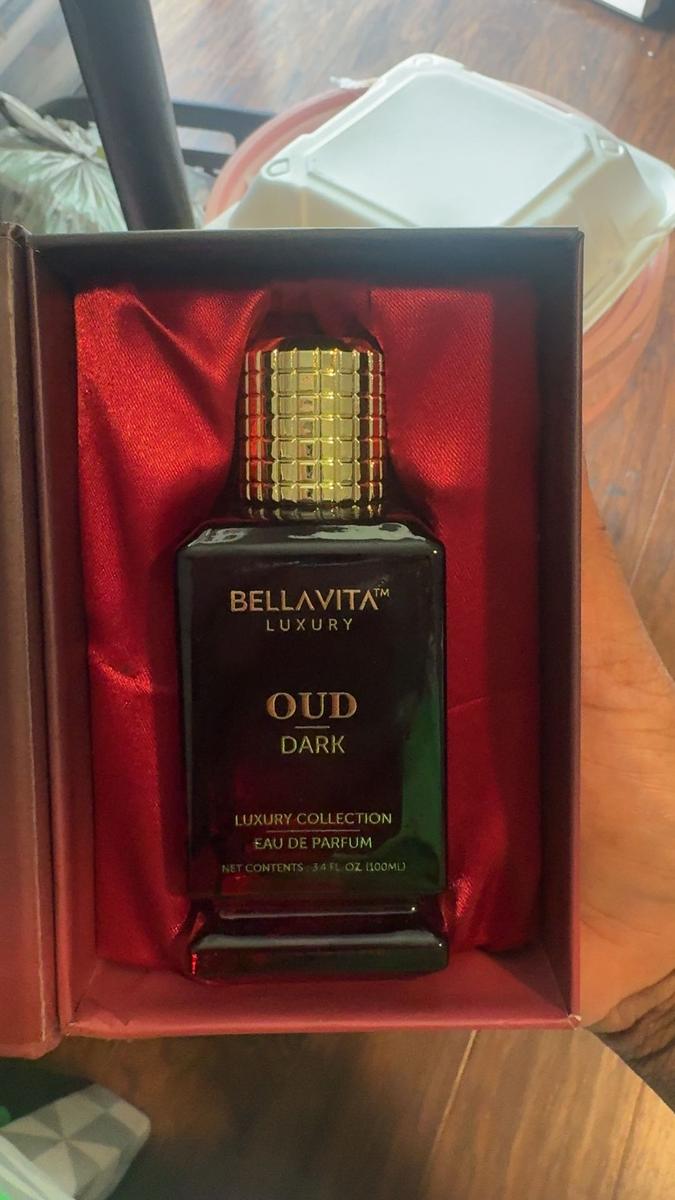 BELLAVITA™
LUXURY
OUD
DARK
LUXURY COLLECTION
EAU DE PARFUM
NET CONTENTS : 3.4 FL. OZ. (100ML)